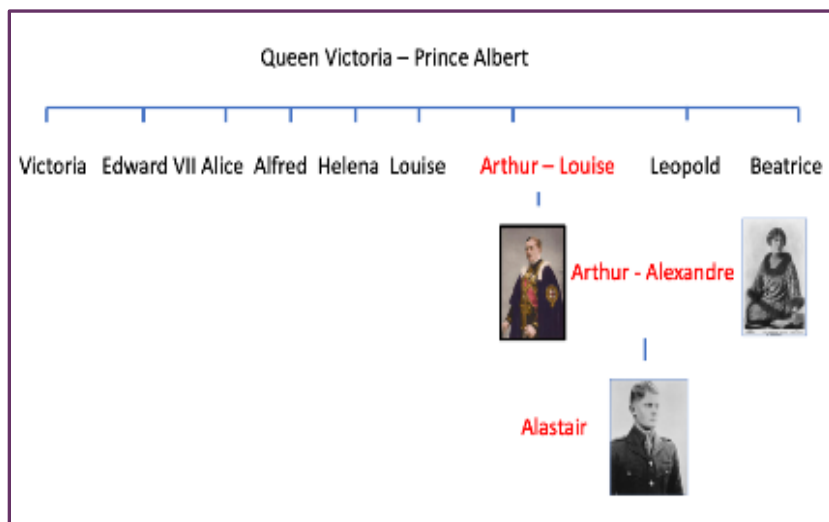 Queen Victoria – Prince Albert
Victoria Edward VII Alice Alfred Helena Louise Arthur – Louise Leopold Beatrice
Arthur - Alexandre
Alastair